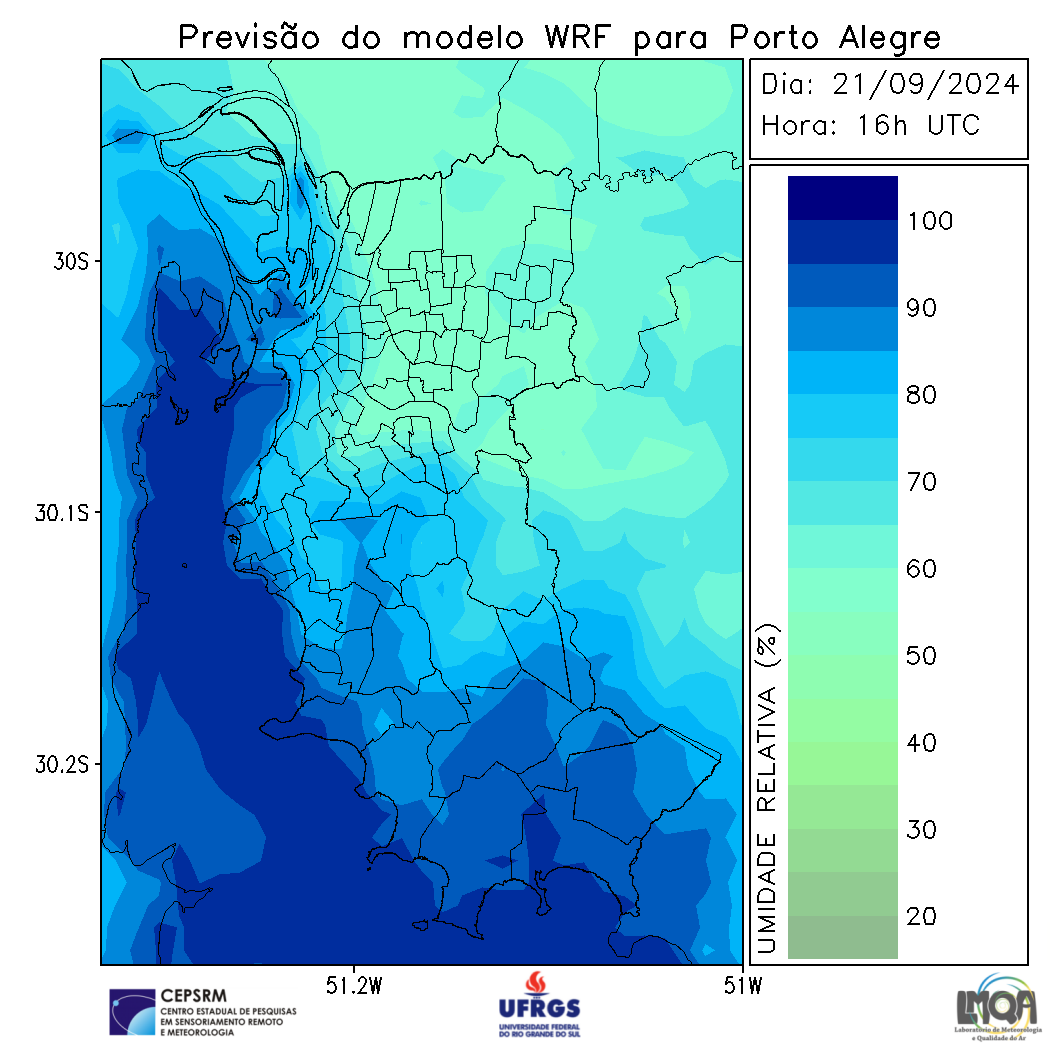 Previsão do modelo WRF para Porto Alegre
Dia: 21/09/2024
Hora: 16h UTC
30S
30.1S
30.2S
51.2W
51W
100
90
80
70
60
50
40
30
20
UMIDADE RELATIVA (%)
CEPSRM
CENTRO ESTADUAL DE PESQUISAS
EM SENSORIAMENTO REMOTO
E METEOROLOGIA
UFRGS
UNIVERSIDADE FEDERAL
DO RIO GRANDE DO SUL
LMQA
Laboratório de Meteorologia
e Qualidade do Ar